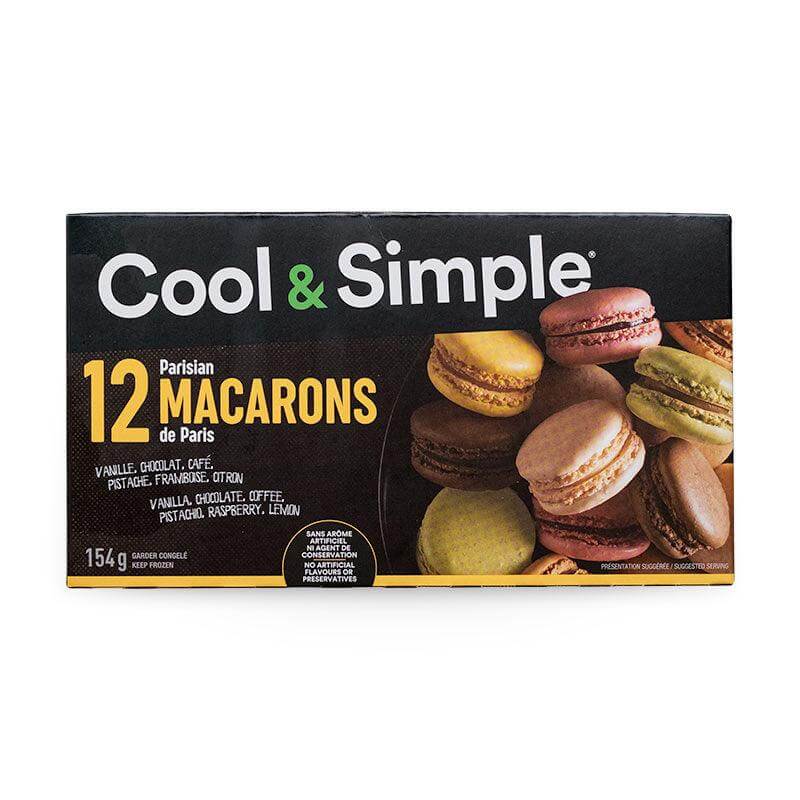 Cool & Simple®
12
Parisian
MACARONS
de Paris
VANILLE, CHOCOLAT, CAFÉ,
PISTACHE, FRAMBOISE, CITRON
VANILLA, CHOCOLATE, COFFEE,
PISTACHIO, RASPBERRY, LEMON
154g
GARDER CONGELÉ
KEEP FROZEN
SANS ARÔME
ARTIFICIEL
NI AGENT DE
CONSERVATION
NO ARTIFICIAL
FLAVOURS OR
PRESERVATIVES
PRÉSENTATION SUGGÉRÉE / SUGGESTED SERVING